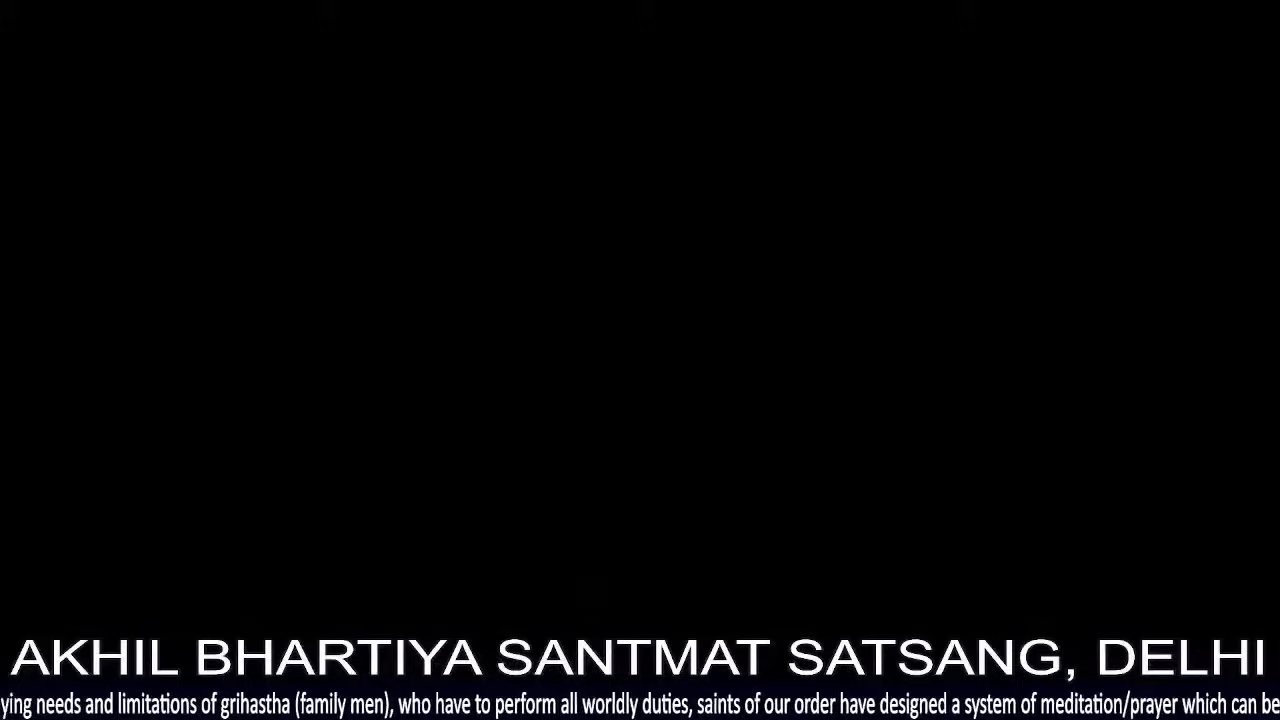 AKHIL BHARTIYA SANTMAT SATSANG, DELHI
ying needs and limitations of grihastha (family men), who have to perform all worldly duties, saints of our order have designed a system of meditation/prayer which can be